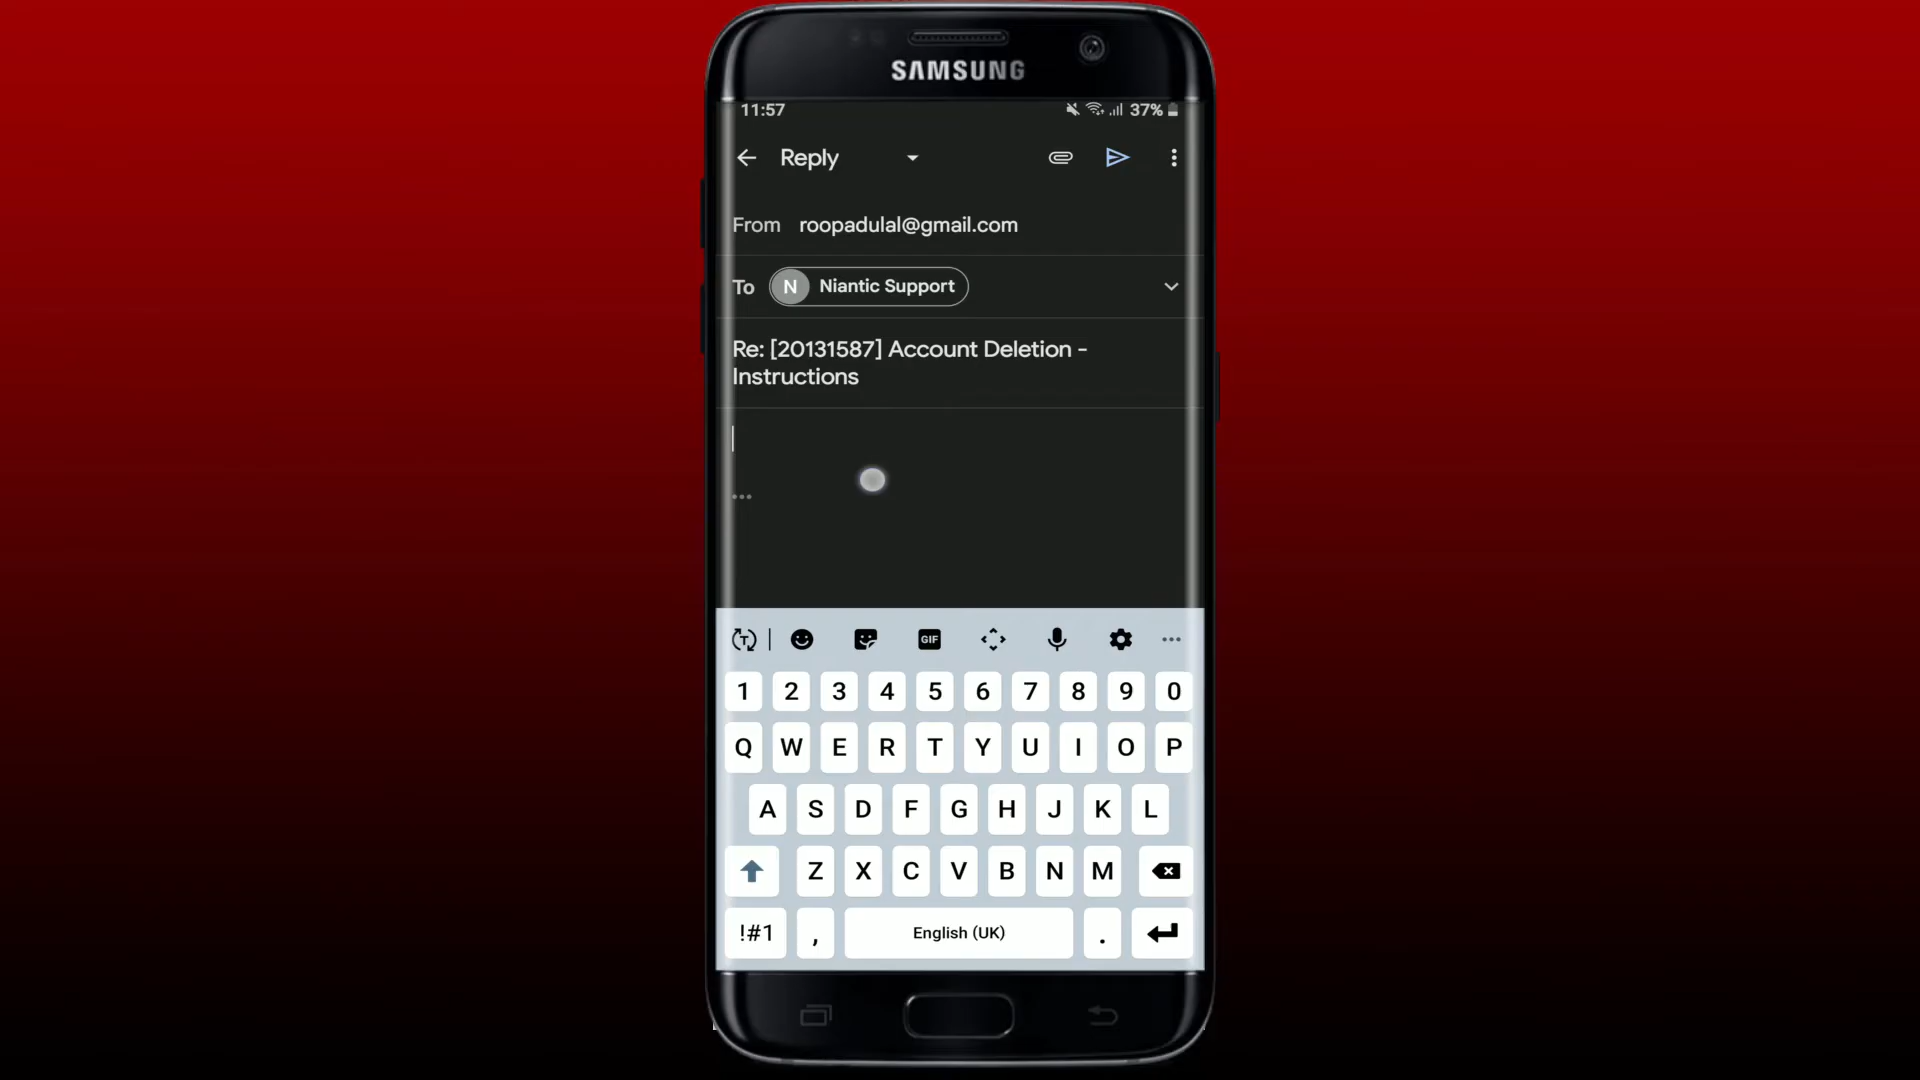 SAMSUNG
11:57
37%
Reply
From roopadulal@gmail.com
To N Niantic Support
Re: [20131587] Account Deletion -
Instructions
...
T GIF ...
1 2 3 4 5 6 7 8 9 0
Q W E R T Y U I O P
A S D F G H J K L
Z X C V B N M
!#1 , English (UK) .